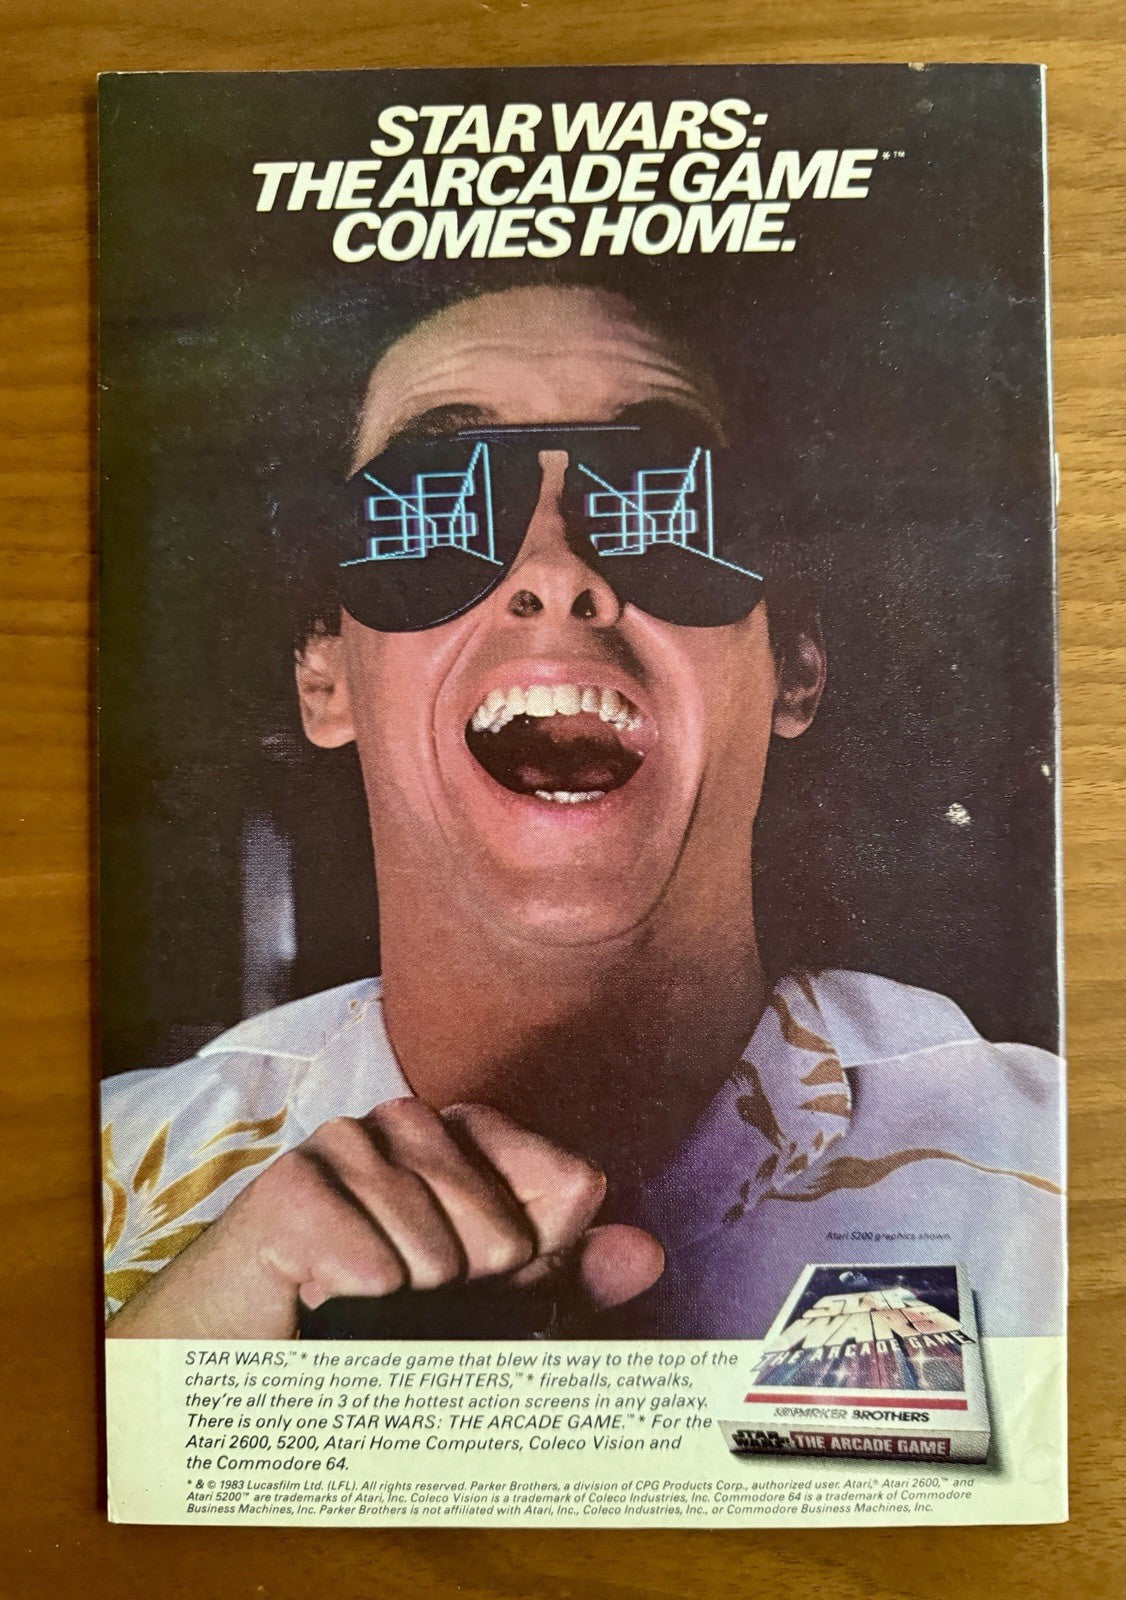 STAR WARS:
THE ARCADE GAME*™
COMES HOME.
Atari 5200 graphics shown.
STAR WARS
THE ARCADE GAME
PARKER BROTHERS
STAR WARS THE ARCADE GAME
STAR WARS,™* the arcade game that blew its way to the top of the
charts, is coming home. TIE FIGHTERS,™* fireballs, catwalks,
they're all there in 3 of the hottest action screens in any galaxy.
There is only one STAR WARS: THE ARCADE GAME.™* For the
Atari 2600, 5200, Atari Home Computers, Coleco Vision and
the Commodore 64.
* & © 1983 Lucasfilm Ltd. (LFL). All rights reserved. Parker Brothers, a division of CPG Products Corp., authorized user. Atari,® Atari 2600,™ and
Atari 5200™ are trademarks of Atari, Inc. Coleco Vision is a trademark of Coleco Industries, Inc. Commodore 64 is a trademark of Commodore
Business Machines, Inc. Parker Brothers is not affiliated with Atari, Inc., Coleco Industries, Inc., or Commodore Business Machines, Inc.